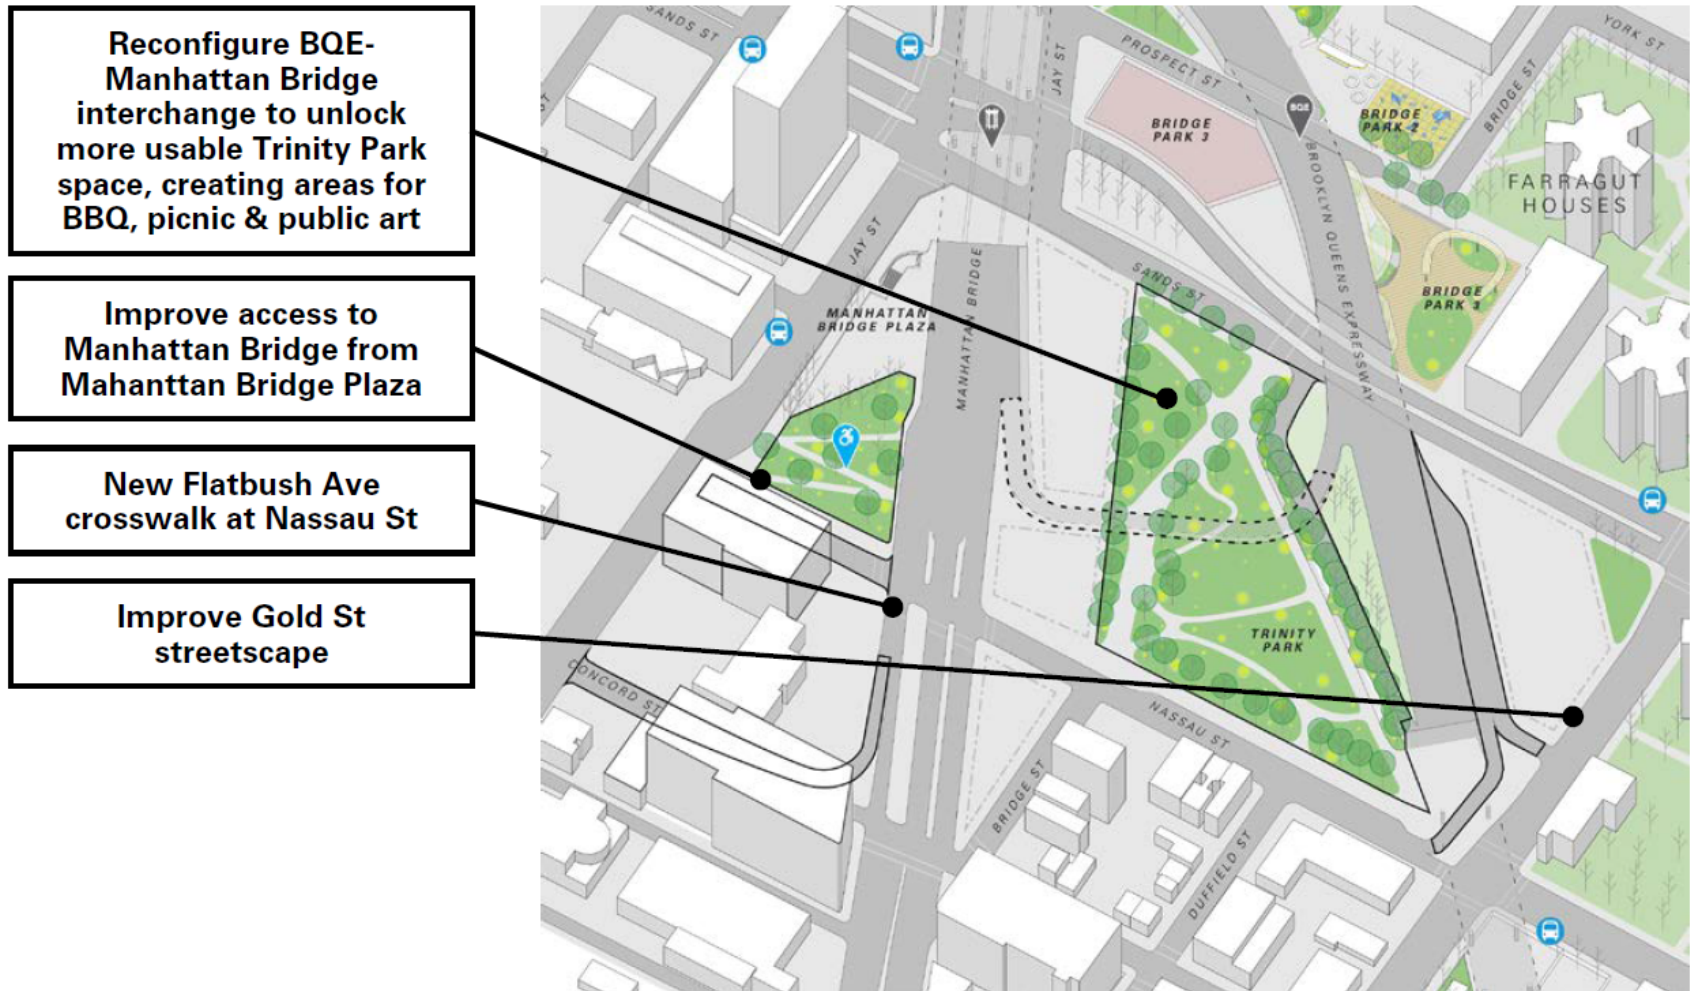 Reconfigure BQE-
Manhattan Bridge
interchange to unlock
more usable Trinity Park
space, creating areas for
BBQ, picnic & public art
Improve access to
Manhattan Bridge from
Mahanttan Bridge Plaza
New Flatbush Ave
crosswalk at Nassau St
Improve Gold St
streetscape
SANDS ST
JAY ST
PROSPECT ST
YORK ST
BRIDGE ST
BRIDGE
PARK 3
BQE
BRIDGE
PARK 2
FARRAGUT
HOUSES
BROOKLYN QUEENS EXPRESSWAY
JAY ST
MANHATTAN BRIDGE
SANDS ST
BRIDGE
PARK 3
MANHATTAN
BRIDGE PLAZA
TRINITY
PARK
CONCORD ST
NASSAU ST
BRIDGE ST
DUFFIELD ST